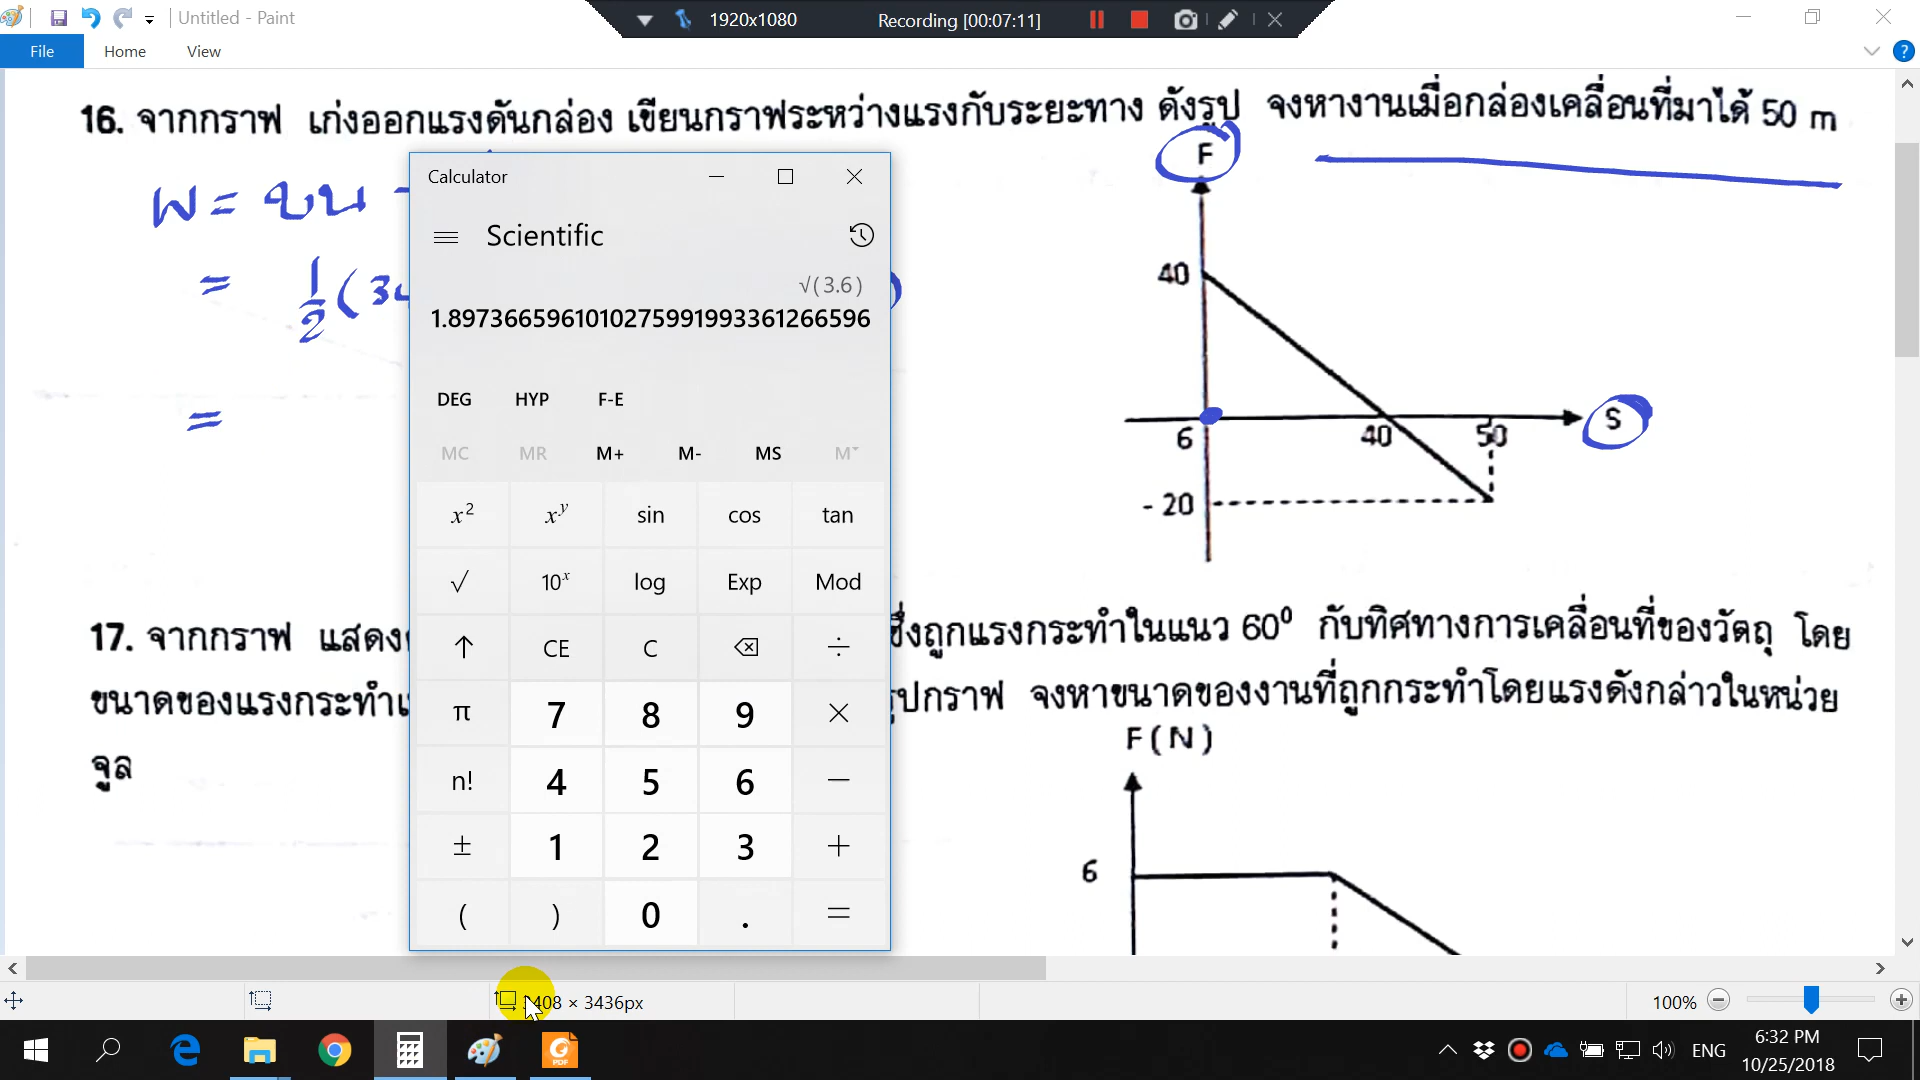 Untitled - Paint
1920x1080
Recording [00:07:11]
File
Home
View
16. จากกราฟ เก่งออกแรงดันกล่อง เขียนกราฟระหว่างแรงกับระยะทาง ดังรูป จงหางานเมื่อกล่องเคลื่อนที่มาได้ 50 m
W = บน -
= 1/2 (34
=
F
40
6
40
50
S
- 20
Calculator
Scientific
√(3.6)
1.8973665961010275991993361266596
DEG HYP F-E
MC MR M+ M- MS M˅
x² xʸ sin cos tan
√ 10ˣ log Exp Mod
↑ CE C ⌫ ÷
π 7 8 9 ×
n! 4 5 6 −
± 1 2 3 +
( ) 0 . =
17. จากกราฟ แสดง
ซึ่งถูกแรงกระทำในแนว 60⁰ กับทิศทางการเคลื่อนที่ของวัตถุ โดย
ขนาดของแรงกระทำ
รูปกราฟ จงหาขนาดของงานที่ถูกกระทำโดยแรงดังกล่าวในหน่วย
จูล
F(N)
6
408 × 3436px
100%
ENG
6:32 PM
10/25/2018